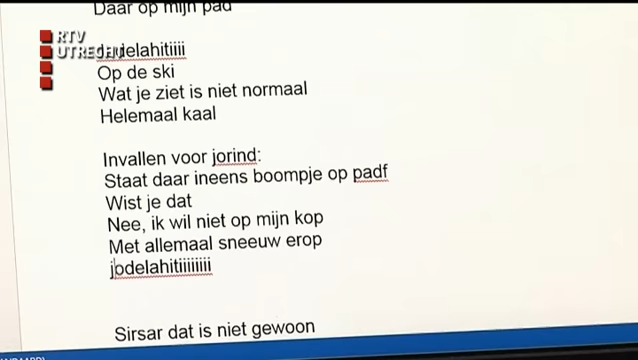 Daar op mijn pad
RTV
UTRECHT
jodelahitiiii
Op de ski
Wat je ziet is niet normaal
Helemaal kaal
Invallen voor jorind:
Staat daar ineens boompje op padf
Wist je dat
Nee, ik wil niet op mijn kop
Met allemaal sneeuw erop
jodelahitiiiiiiii
Sirsar dat is niet gewoon